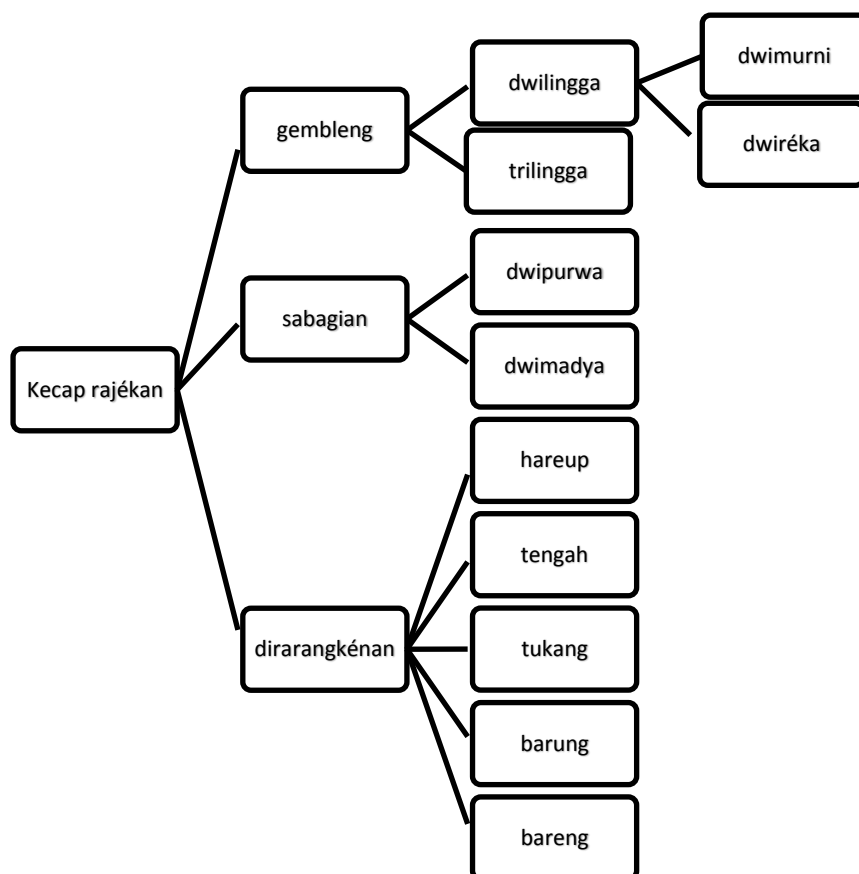 Kecap rajékan
gembleng
dwilingga
dwimurni
dwiréka
trilingga
sabagian
dwipurwa
dwimadya
dirarangkénan
hareup
tengah
tukang
barung
bareng